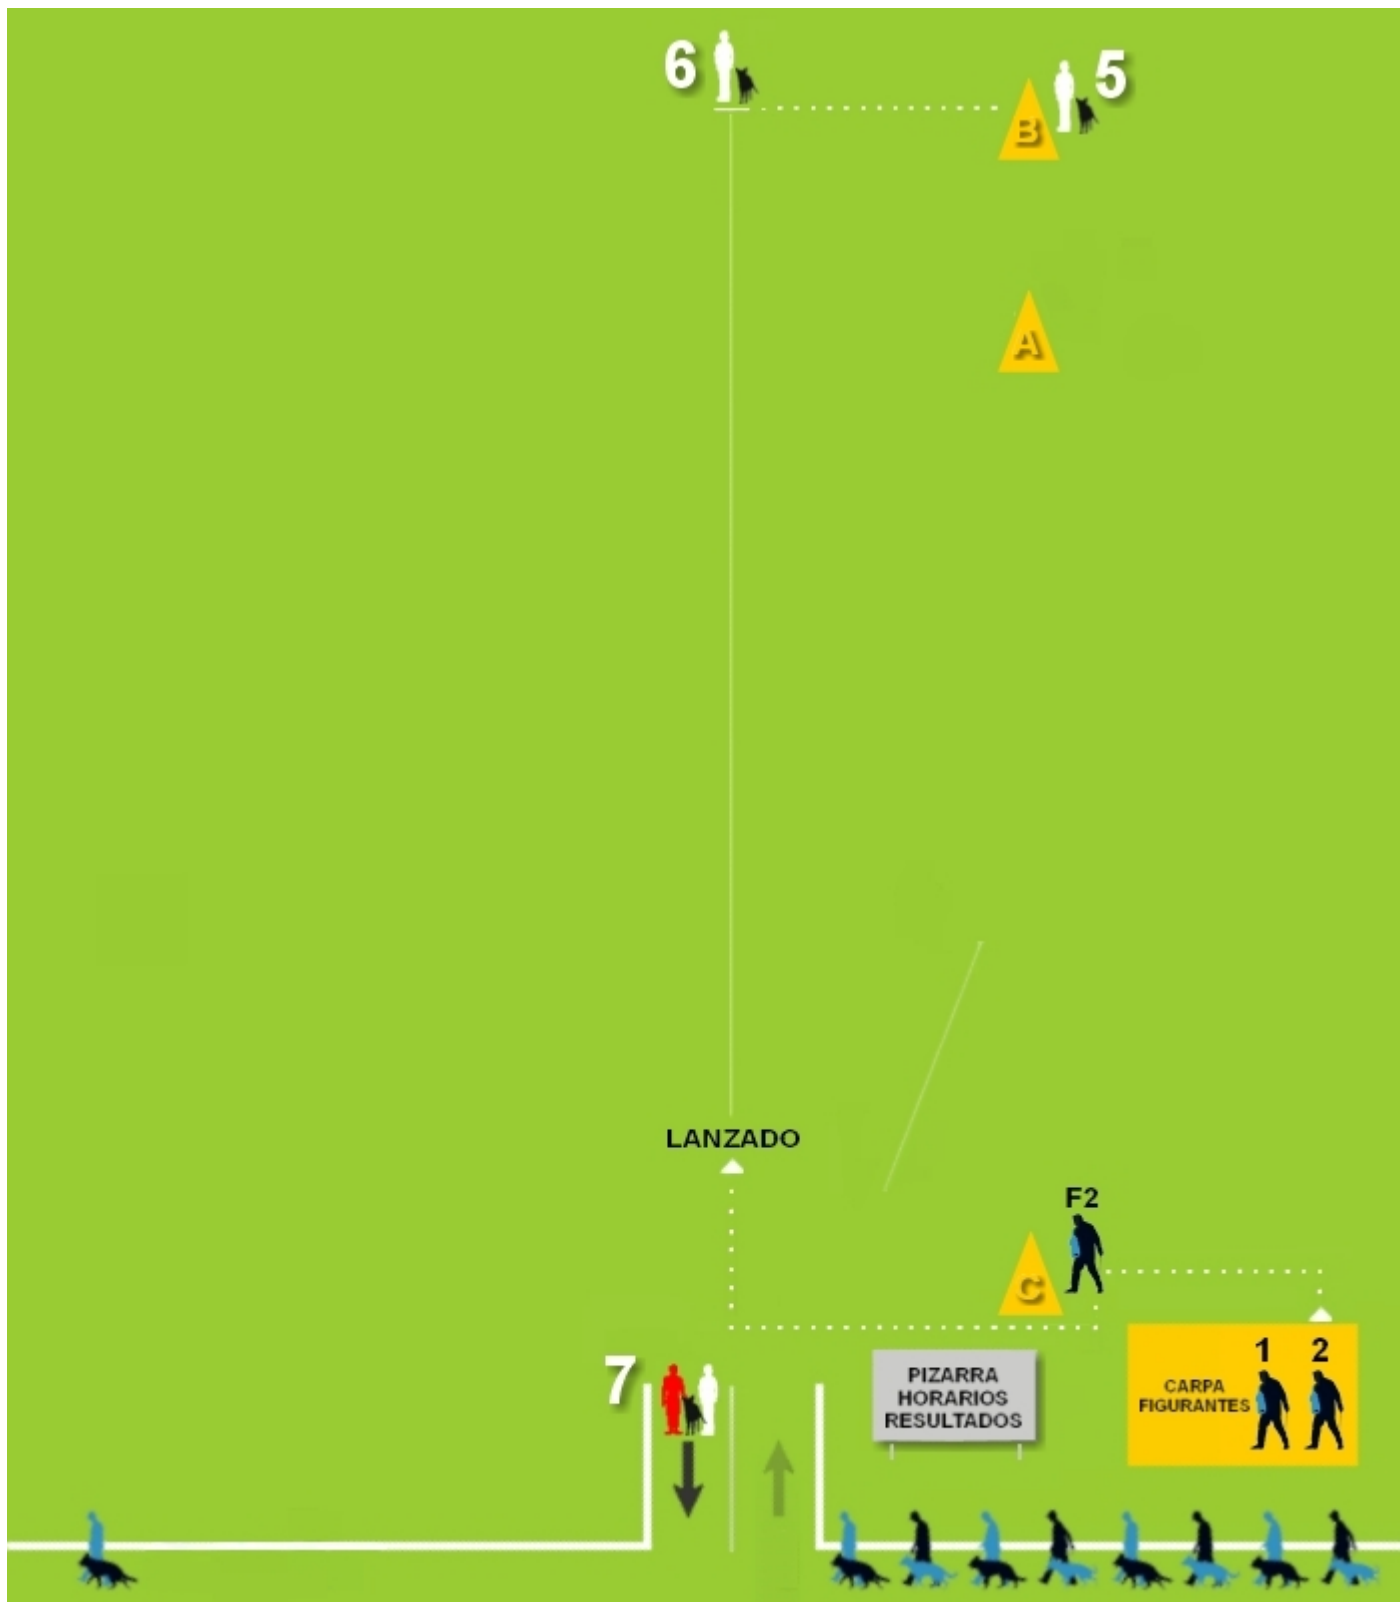 6
5
B
A
LANZADO
F2
C
7
PIZARRA
HORARIOS
RESULTADOS
1 2
CARPA
FIGURANTES